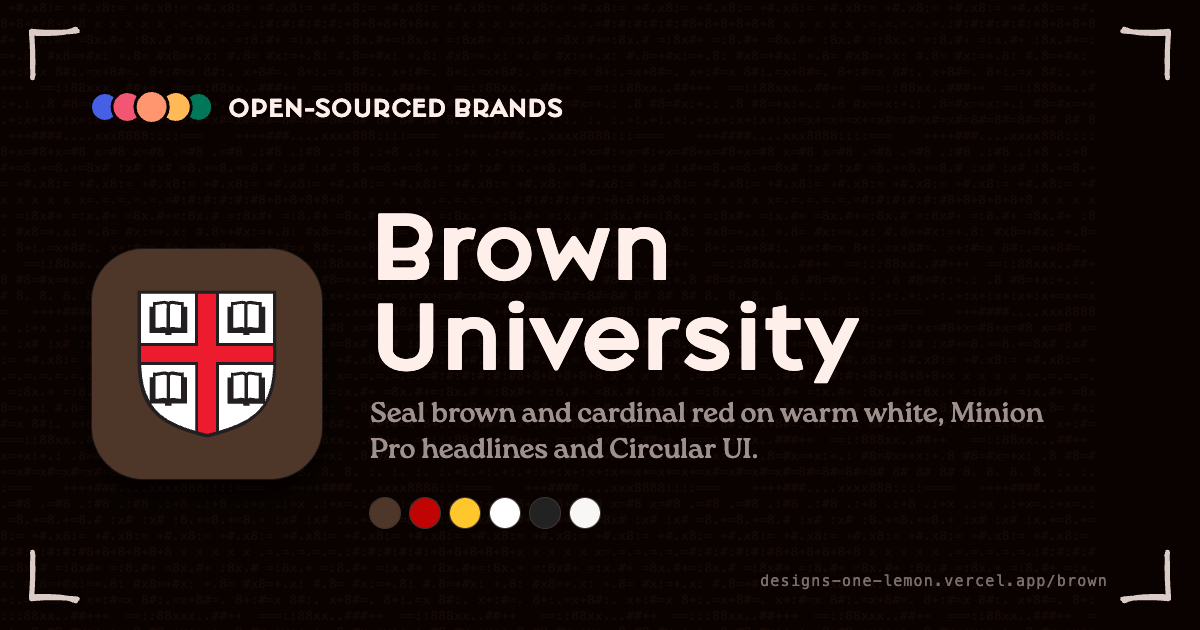 OPEN-SOURCED BRANDS
Brown
University
Seal brown and cardinal red on warm white, Minion
Pro headlines and Circular UI.
designs-one-lemon.vercel.app/brown